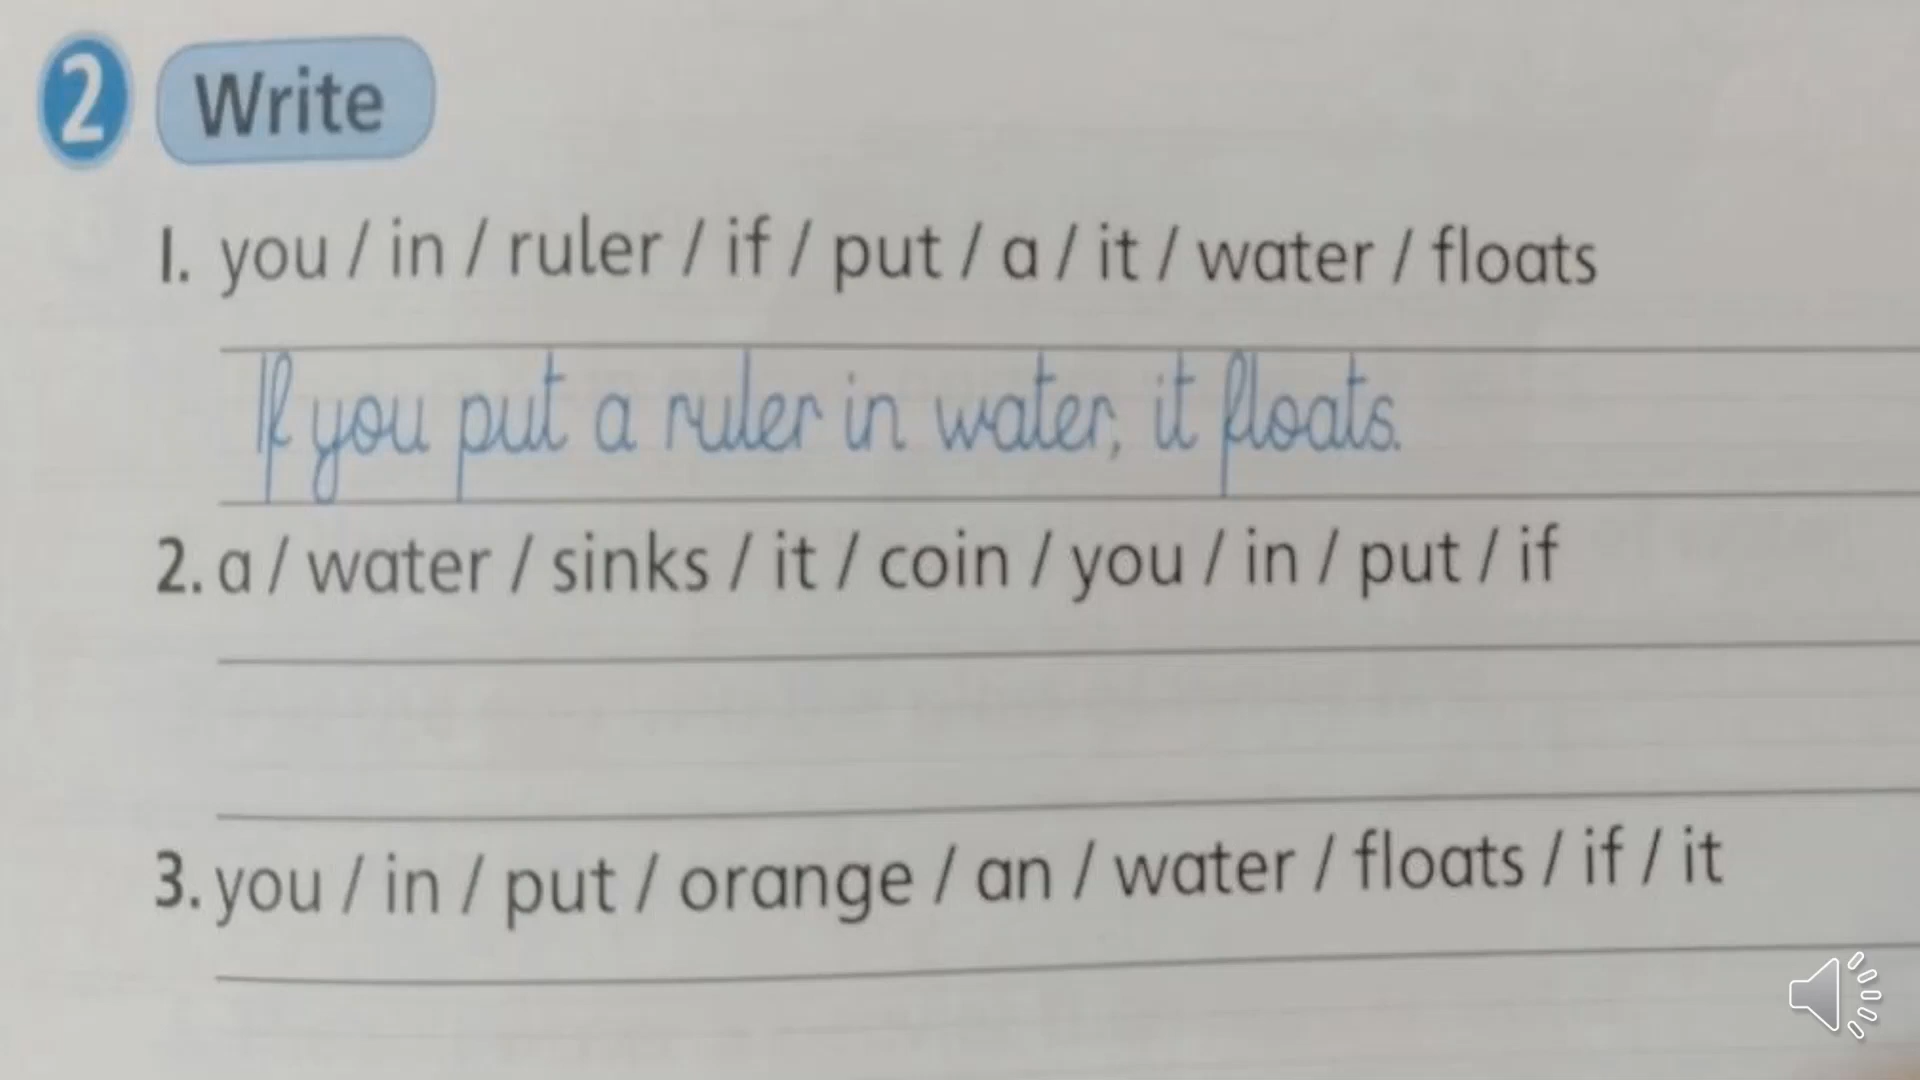 2 Write
1. you / in / ruler / if / put / a / it / water / floats
If you put a ruler in water, it floats.
2. a / water / sinks / it / coin / you / in / put / if
3. you / in / put / orange / an / water / floats / if / it